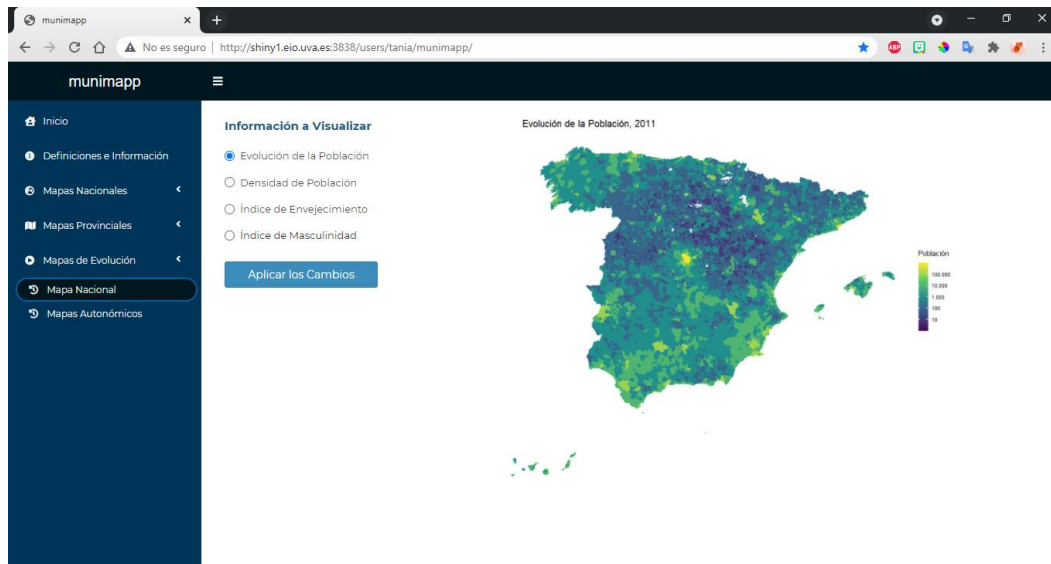 munimapp
No es seguro | http://shiny1.eio.uva.es:3838/users/tania/munimapp/
ABP
munimapp
Inicio
Definiciones e Información
Mapas Nacionales
Mapas Provinciales
Mapas de Evolución
Mapa Nacional
Mapas Autonómicos
Información a Visualizar
Evolución de la Población
Densidad de Población
Índice de Envejecimiento
Índice de Masculinidad
Aplicar los Cambios
Evolución de la Población, 2011
Población
100.000
10.000
1.000
100
10